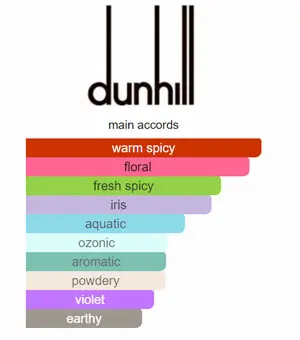 dunhill
main accords
warm spicy
floral
fresh spicy
iris
aquatic
ozonic
aromatic
powdery
violet
earthy